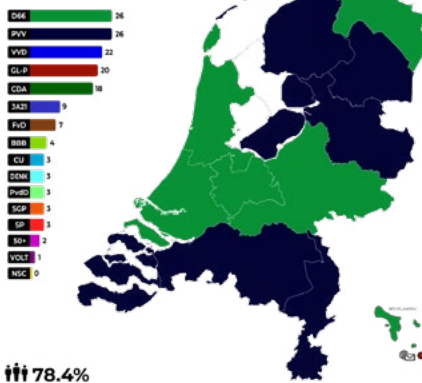 D66 26
PVV 26
VVD 22
GL-P 20
CDA 18
JA21 9
FvD 7
BBB 4
CU 3
DENK 3
PvdD 3
SGP 3
SP 3
50+ 2
VOLT 1
NSC 0
78.4%